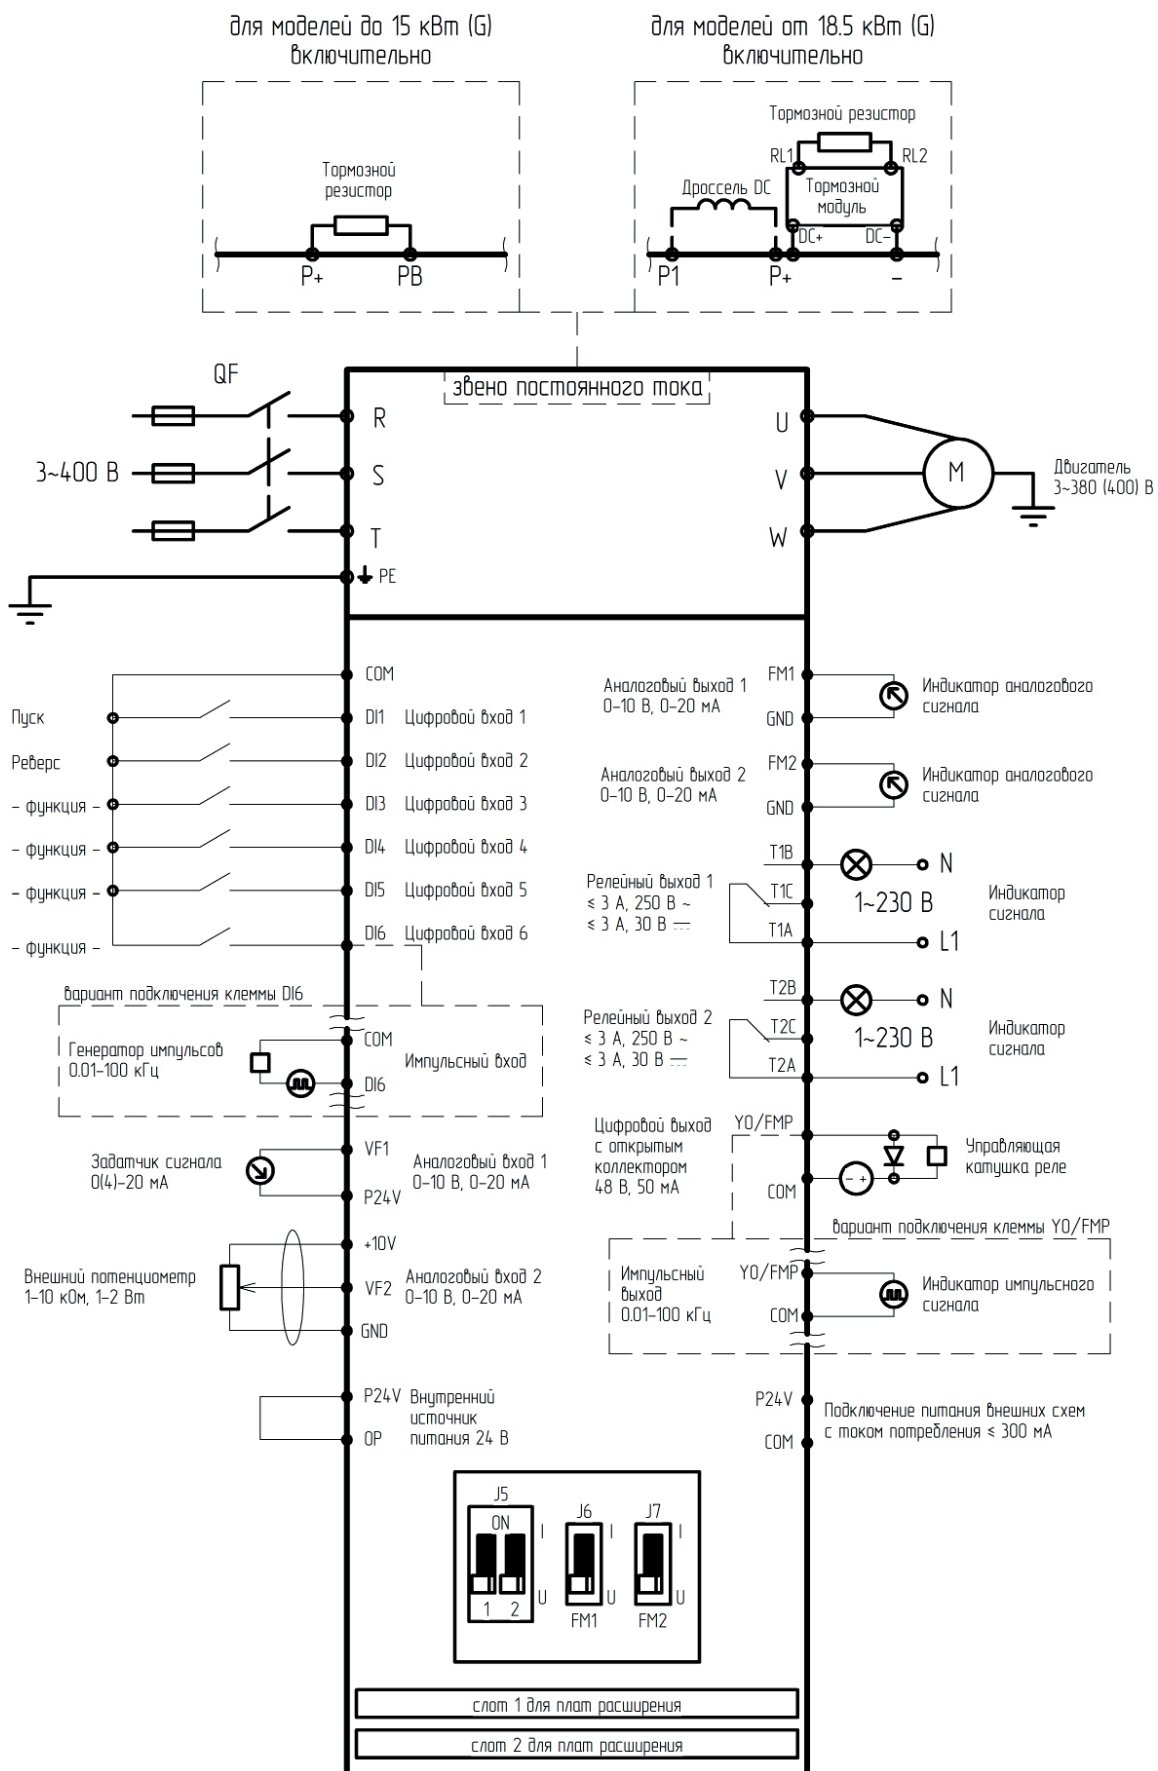 для моделей до 15 кВт (G)
включительно
для моделей от 18.5 кВт (G)
включительно
Тормозной
резистор
P+
PB
Тормозной резистор
RL1
RL2
Дроссель DC
Тормозной
модуль
DC+
DC-
P1
P+
-
QF
звено постоянного тока
3~400 В
R
S
T
PE
U
V
W
M
Двигатель
3~380 (400) В
COM
Пуск
DI1 Цифровой вход 1
Реверс
DI2 Цифровой вход 2
- функция -
DI3 Цифровой вход 3
- функция -
DI4 Цифровой вход 4
- функция -
DI5 Цифровой вход 5
- функция -
DI6 Цифровой вход 6
вариант подключения клеммы DI6
Генератор импульсов
0.01-100 кГц
COM
Импульсный вход
DI6
Задатчик сигнала
0(4)-20 мА
VF1
P24V
Аналоговый вход 1
0-10 В, 0-20 мА
Внешний потенциометр
1-10 кОм, 1-2 Вт
+10V
VF2
GND
Аналоговый вход 2
0-10 В, 0-20 мА
P24V
OP
Внутренний
источник
питания 24 В
Аналоговый выход 1
0-10 В, 0-20 мА
FM1
GND
Индикатор аналогового
сигнала
Аналоговый выход 2
0-10 В, 0-20 мА
FM2
GND
Индикатор аналогового
сигнала
Релейный выход 1
≤ 3 А, 250 В ~
≤ 3 А, 30 В ⎓
T1B
T1C
T1A
N
1~230 В
L1
Индикатор
сигнала
Релейный выход 2
≤ 3 А, 250 В ~
≤ 3 А, 30 В ⎓
T2B
T2C
T2A
N
1~230 В
L1
Индикатор
сигнала
Цифровой выход
с открытым
коллектором
48 В, 50 мА
YO/FMP
COM
- +
Управляющая
катушка реле
вариант подключения клеммы YO/FMP
Импульсный
выход
0.01-100 кГц
YO/FMP
COM
Индикатор импульсного
сигнала
P24V
COM
Подключение питания внешних схем
с током потребления ≤ 300 мА
J5
ON
I
U
1 2
J6
I
U
FM1
J7
I
U
FM2
слот 1 для плат расширения
слот 2 для плат расширения